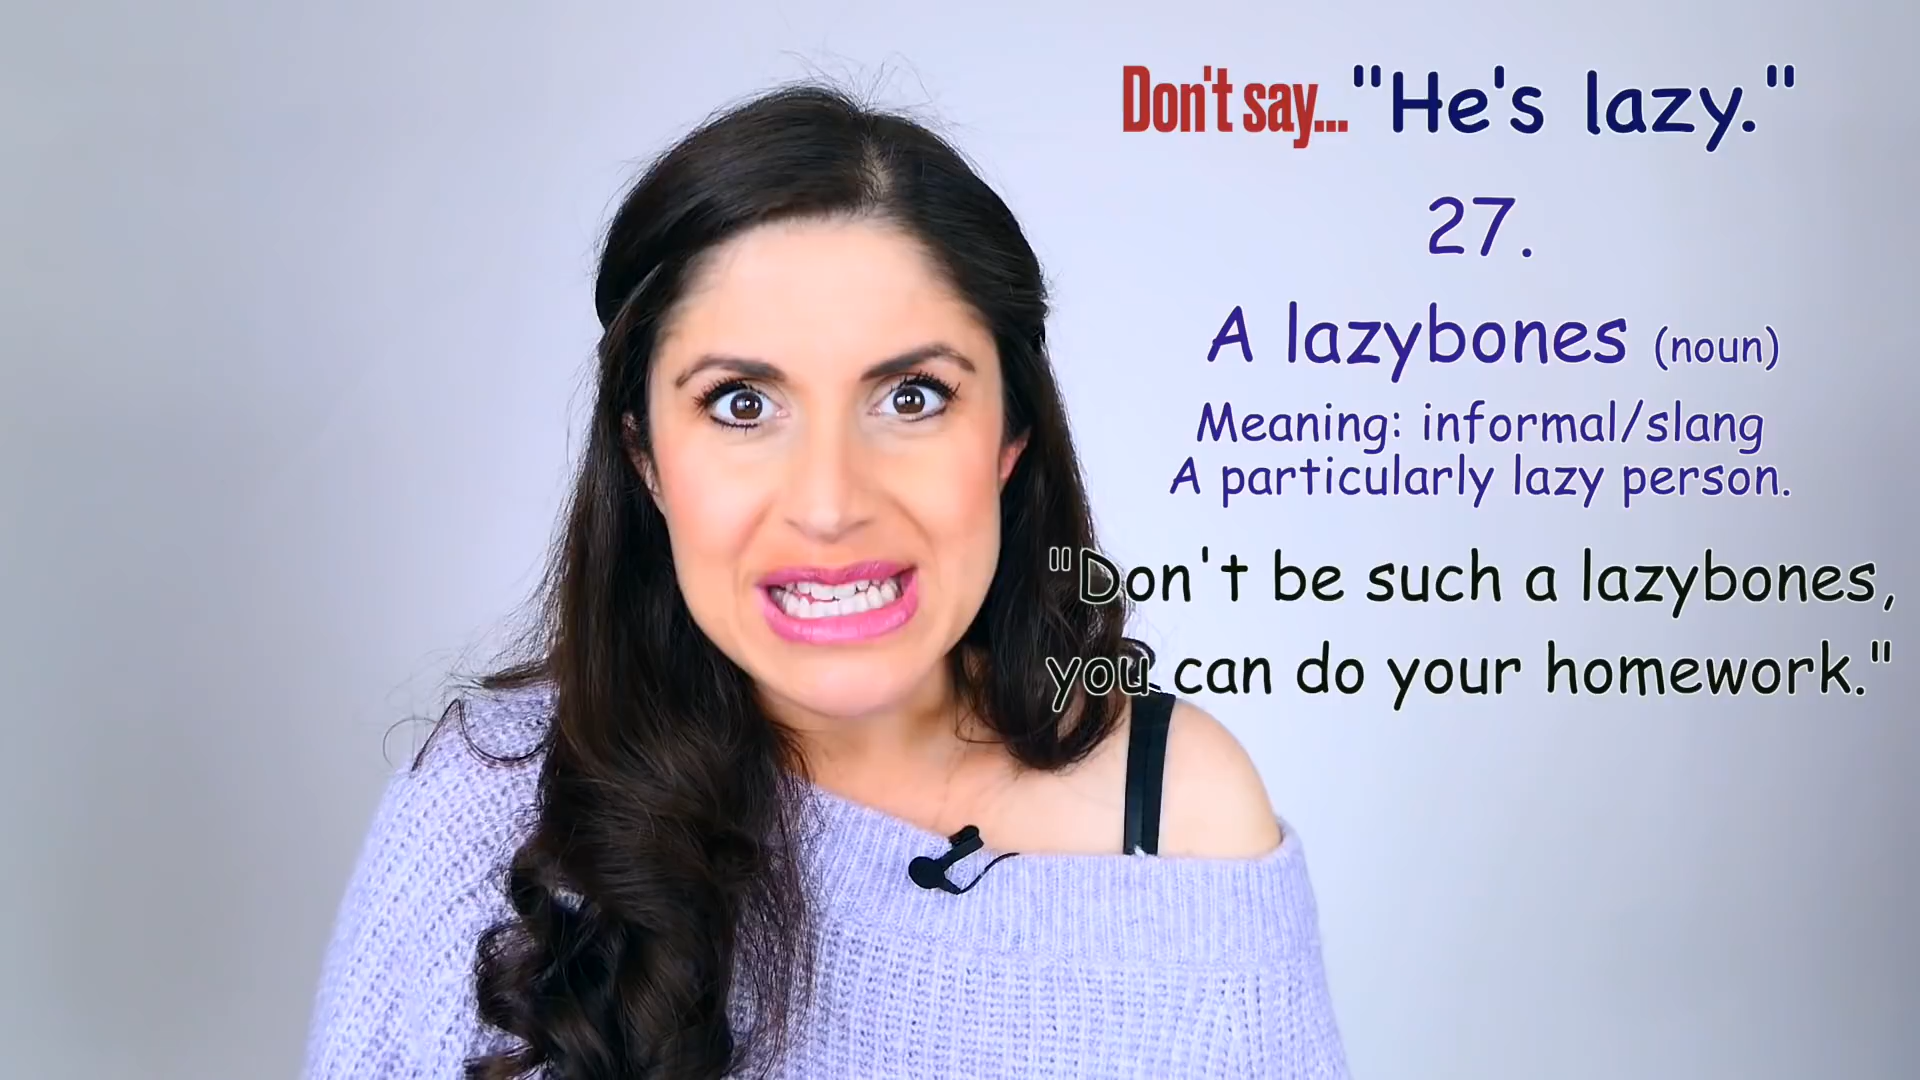 Don't say... "He's lazy."
27.
A lazybones (noun)
Meaning: informal/slang
A particularly lazy person.
"Don't be such a lazybones,
you can do your homework."